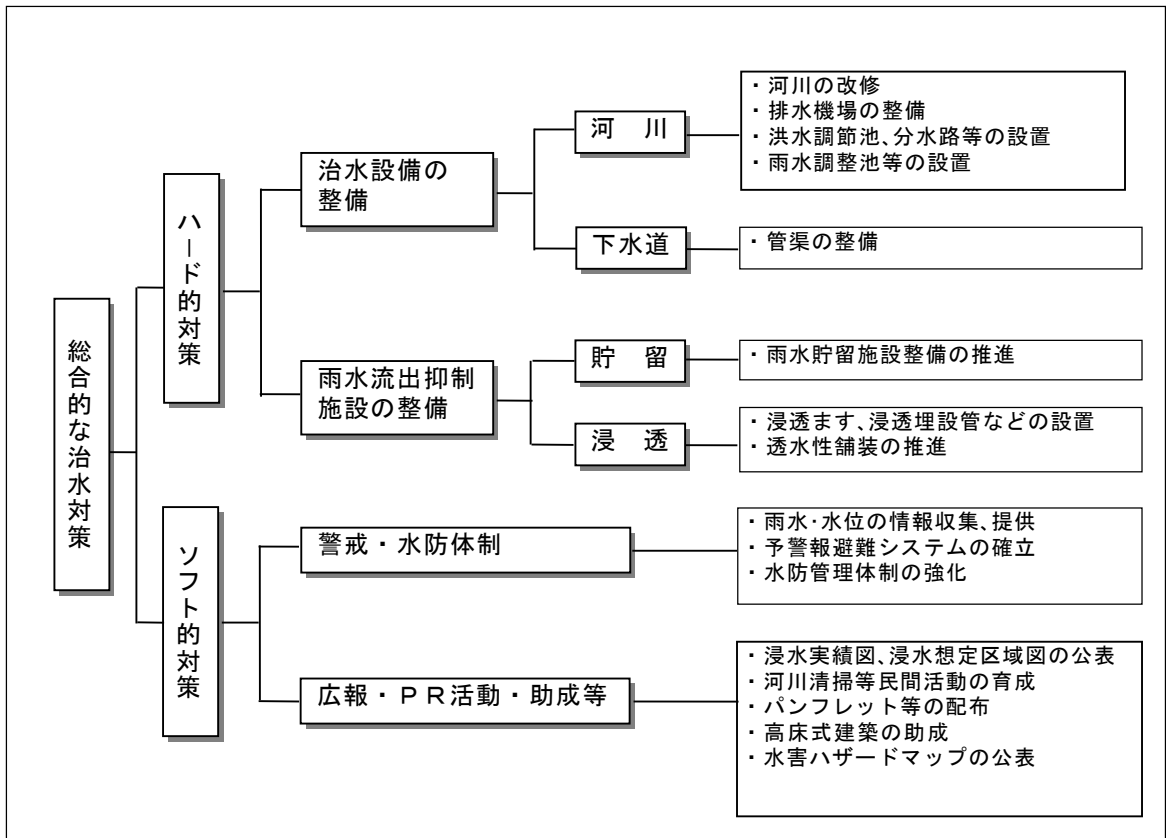 総合的な治水対策
ハード的対策
治水設備の
整備
河　川
・河川の改修
・排水機場の整備
・洪水調節池、分水路等の設置
・雨水調整池等の設置
下水道
・管渠の整備
雨水流出抑制
施設の整備
貯　留
・雨水貯留施設整備の推進
浸　透
・浸透ます、浸透埋設管などの設置
・透水性舗装の推進
ソフト的対策
警戒・水防体制
・雨水･水位の情報収集、提供
・予警報避難システムの確立
・水防管理体制の強化
広報・ＰＲ活動・助成等
・浸水実績図、浸水想定区域図の公表
・河川清掃等民間活動の育成
・パンフレット等の配布
・高床式建築の助成
・水害ハザードマップの公表